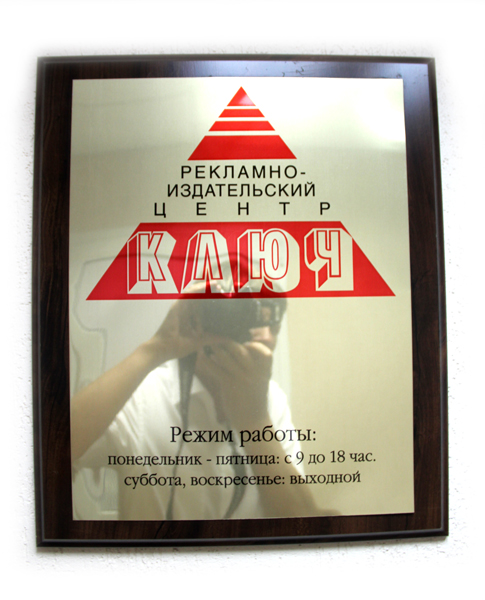 РЕКЛАМНО-
ИЗДАТЕЛЬСКИЙ
ЦЕНТР
КЛЮЧ
Режим работы:
понедельник - пятница: с 9 до 18 час.
суббота, воскресенье: выходной